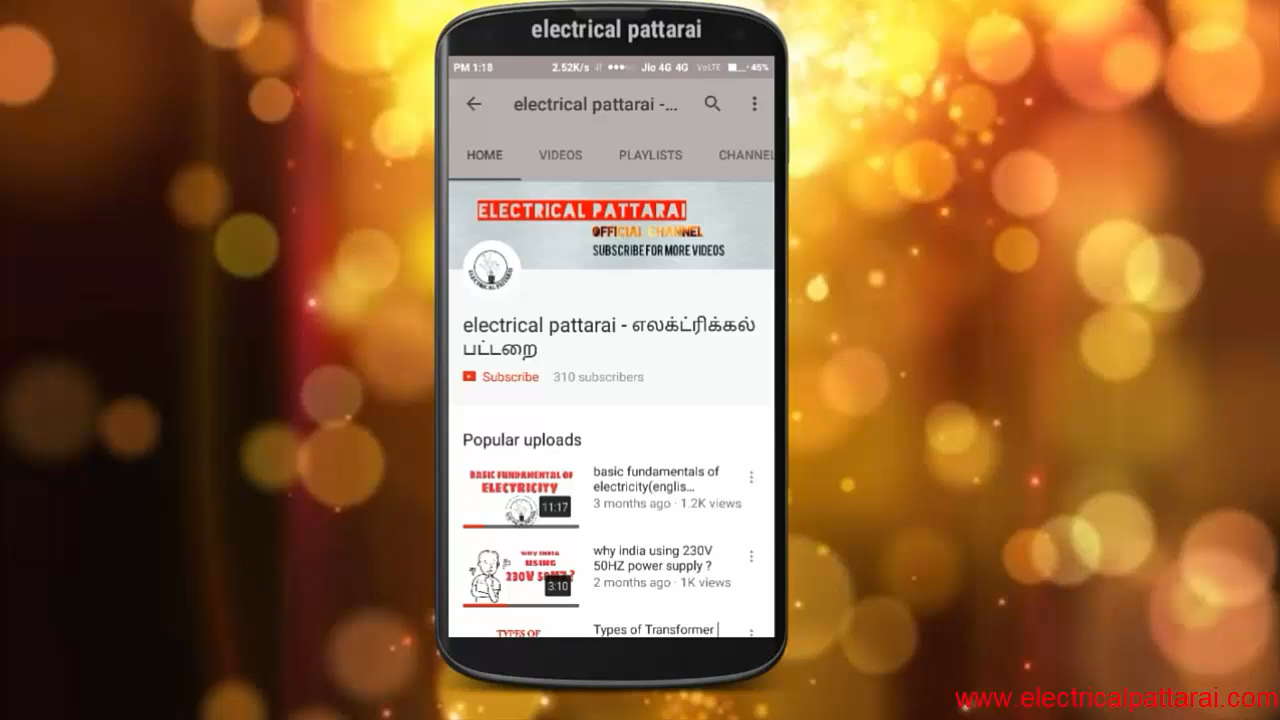 electrical pattarai
PM 1:18 2.52K/s Jio 4G 4G VoLTE 45%
electrical pattarai -...
HOME VIDEOS PLAYLISTS CHANNEL
ELECTRICAL PATTARAI
OFFICIAL CHANNEL
SUBSCRIBE FOR MORE VIDEOS
ELECTRICAL PATTARAI
electrical pattarai - எலக்ட்ரிக்கல்
பட்டறை
Subscribe 310 subscribers
Popular uploads
BASIC FUNDAMENTAL OF
ELECTRICITY
11:17
basic fundamentals of
electricity(englis...
3 months ago · 1.2K views
WHY INDIA
USING
230V 50HZ ?
3:10
why india using 230V
50HZ power supply ?
2 months ago · 1K views
TYPES OF
Types of Transformer |
www.electricalpattarai.com